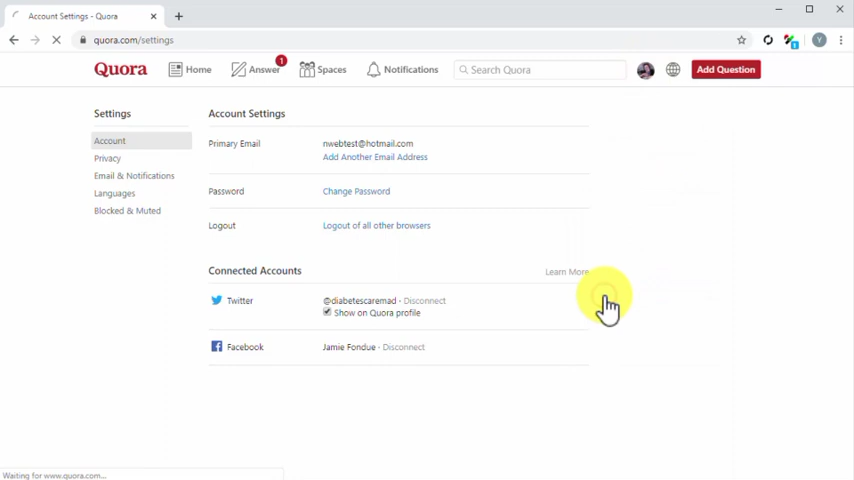 Account Settings - Quora
quora.com/settings
Quora Home Answer 1 Spaces Notifications Search Quora Add Question
Settings
Account
Privacy
Email & Notifications
Languages
Blocked & Muted
Account Settings
Primary Email nwebtest@hotmail.com
Add Another Email Address
Password Change Password
Logout Logout of all other browsers
Connected Accounts Learn More
Twitter @diabetescaremad · Disconnect
Show on Quora profile
Facebook Jamie Fondue · Disconnect
Waiting for www.quora.com...
Y